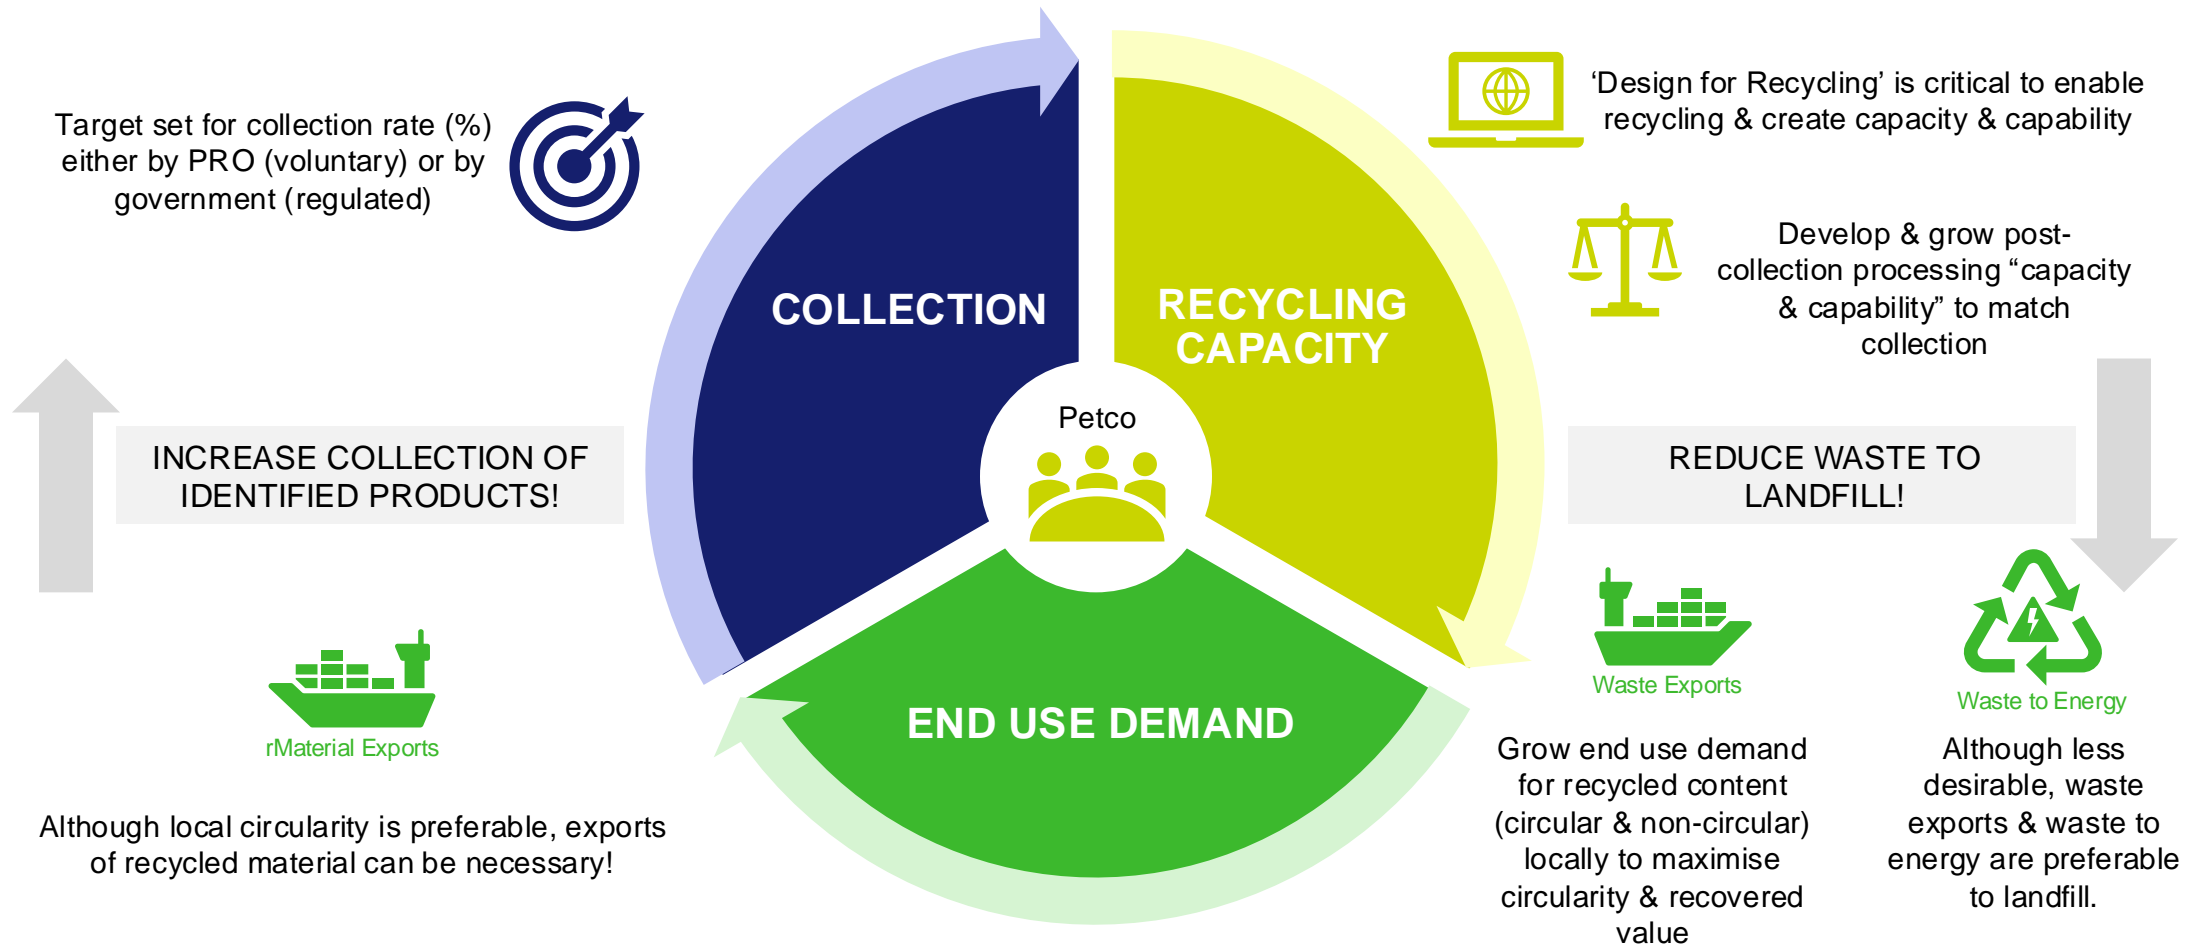 Target set for collection rate (%)
either by PRO (voluntary) or by
government (regulated)
‘Design for Recycling’ is critical to enable
recycling & create capacity & capability
Develop & grow post-
collection processing “capacity
& capability” to match
collection
COLLECTION
RECYCLING
CAPACITY
Petco
INCREASE COLLECTION OF
IDENTIFIED PRODUCTS!
REDUCE WASTE TO
LANDFILL!
END USE DEMAND
rMaterial Exports
Although local circularity is preferable, exports
of recycled material can be necessary!
Waste Exports
Grow end use demand
for recycled content
(circular & non-circular)
locally to maximise
circularity & recovered
value
Waste to Energy
Although less
desirable, waste
exports & waste to
energy are preferable
to landfill.